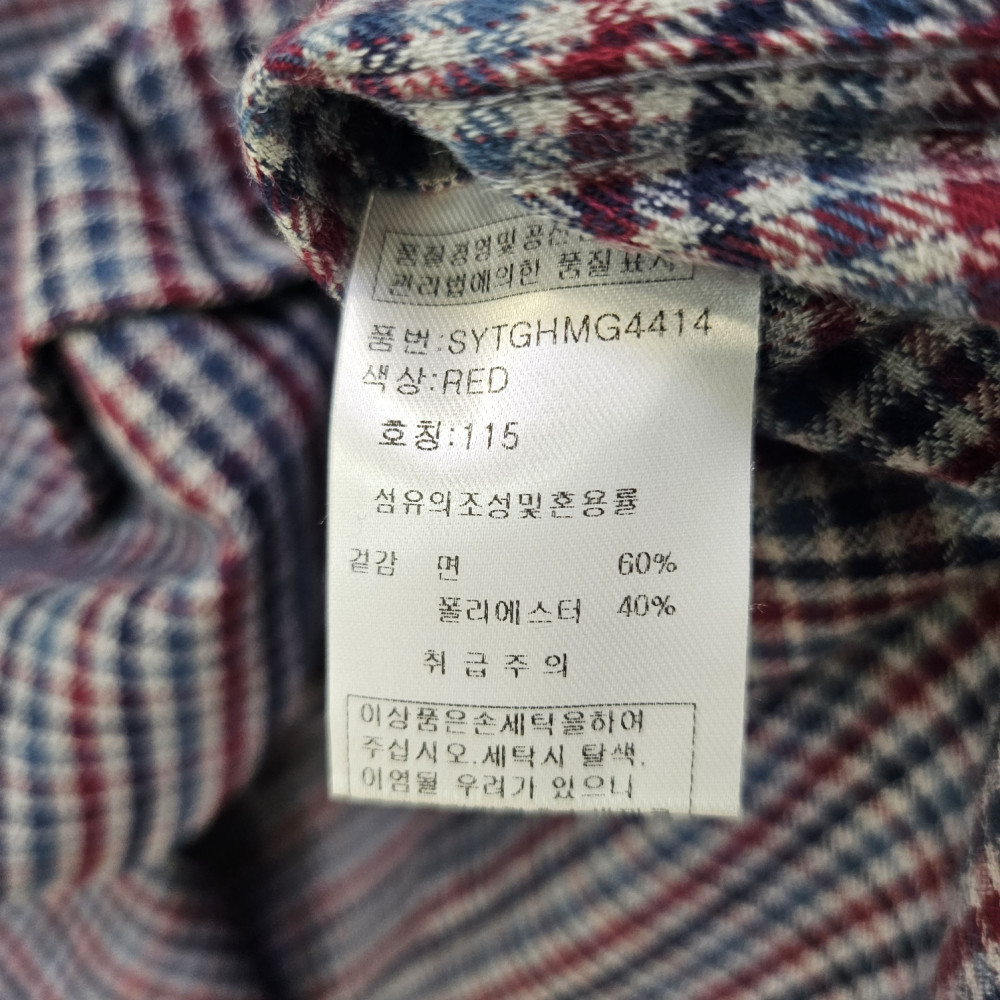 품질경영및공산
관리법에의한 품질표시
품번:SYTGHMG4414
색상:RED
호칭:115
섬유의조성및혼용률
겉감 면 60%
폴리에스터 40%
취급주의
이상품은손세탁을하여
주십시오.세탁시 탈색,
이염될 우려가 있으니